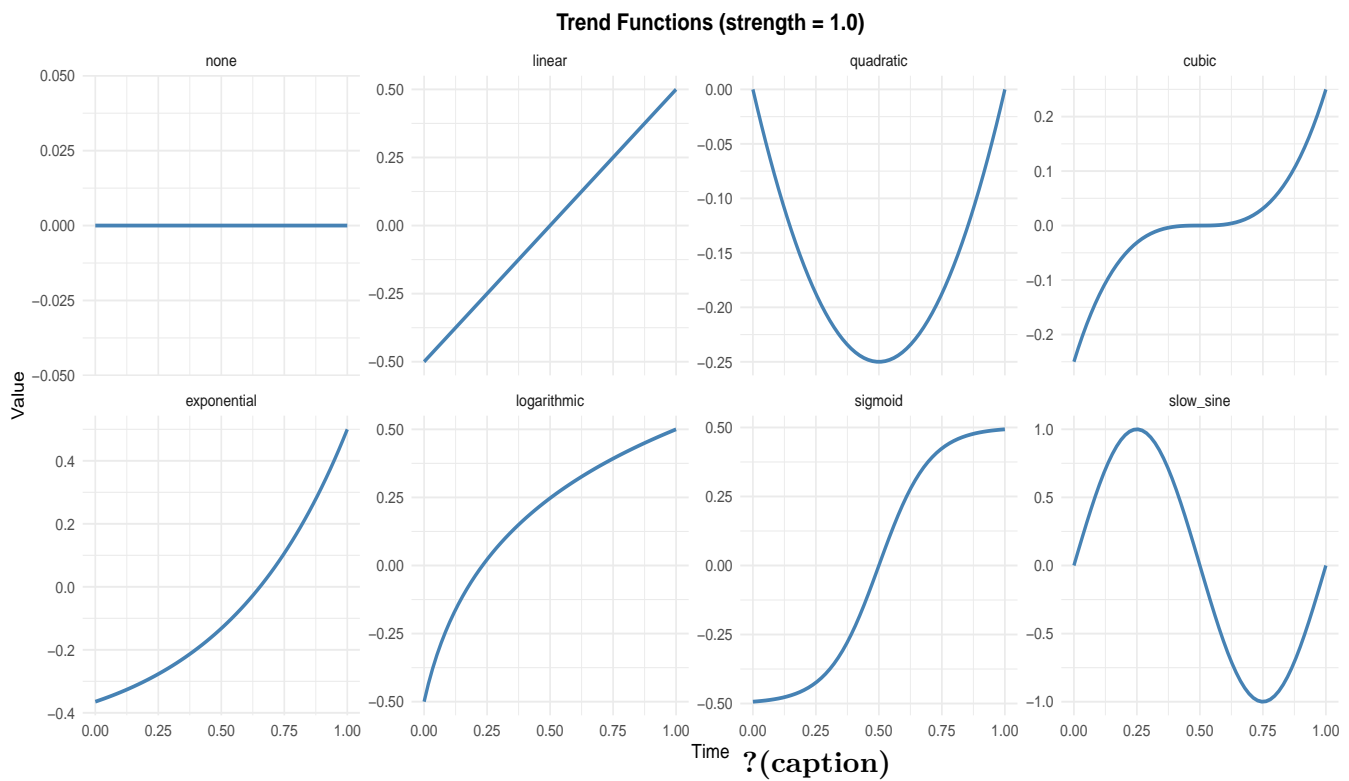 Trend Functions (strength = 1.0)
none
linear
quadratic
cubic
0.050
0.025
0.000
−0.025
−0.050
0.50
0.25
0.00
−0.25
−0.50
0.00
−0.05
−0.10
−0.15
−0.20
−0.25
0.2
0.1
0.0
−0.1
−0.2
Value
exponential
logarithmic
sigmoid
slow_sine
0.4
0.2
0.0
−0.2
−0.4
0.50
0.25
0.00
−0.25
−0.50
0.50
0.25
0.00
−0.25
−0.50
1.0
0.5
0.0
−0.5
−1.0
0.00 0.25 0.50 0.75 1.00
0.00 0.25 0.50 0.75 1.00
0.00 0.25 0.50 0.75 1.00
0.00 0.25 0.50 0.75 1.00
Time
?(caption)